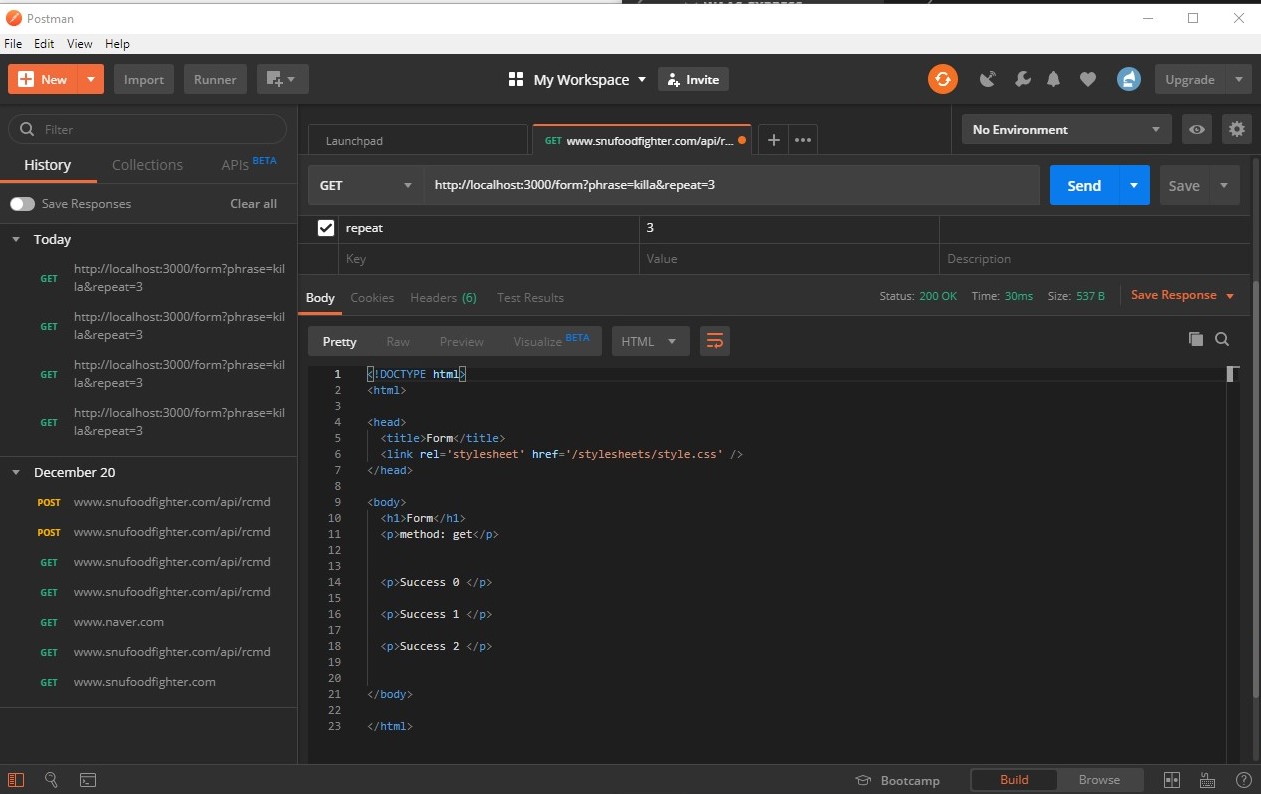 Postman
File Edit View Help
New Import Runner My Workspace Invite Upgrade
Filter
History Collections APIs BETA
Save Responses Clear all
Today
GET http://localhost:3000/form?phrase=kil
la&repeat=3
GET http://localhost:3000/form?phrase=kil
la&repeat=3
GET http://localhost:3000/form?phrase=kil
la&repeat=3
GET http://localhost:3000/form?phrase=kil
la&repeat=3
December 20
POST www.snufoodfighter.com/api/rcmd
POST www.snufoodfighter.com/api/rcmd
GET www.snufoodfighter.com/api/rcmd
GET www.snufoodfighter.com/api/rcmd
GET www.naver.com
GET www.snufoodfighter.com/api/rcmd
GET www.snufoodfighter.com
Launchpad GET www.snufoodfighter.com/api/r... + •••
No Environment
GET http://localhost:3000/form?phrase=killa&repeat=3 Send Save
repeat 3
Key Value Description
Body Cookies Headers (6) Test Results Status: 200 OK Time: 30ms Size: 537 B Save Response
Pretty Raw Preview Visualize BETA HTML
1 <!DOCTYPE html>
2 <html>
3
4 <head>
5 <title>Form</title>
6 <link rel='stylesheet' href='/stylesheets/style.css' />
7 </head>
8
9 <body>
10 <h1>Form</h1>
11 <p>method: get</p>
12
13
14 <p>Success 0 </p>
15
16 <p>Success 1 </p>
17
18 <p>Success 2 </p>
19
20
21 </body>
22
23 </html>
Bootcamp Build Browse ?